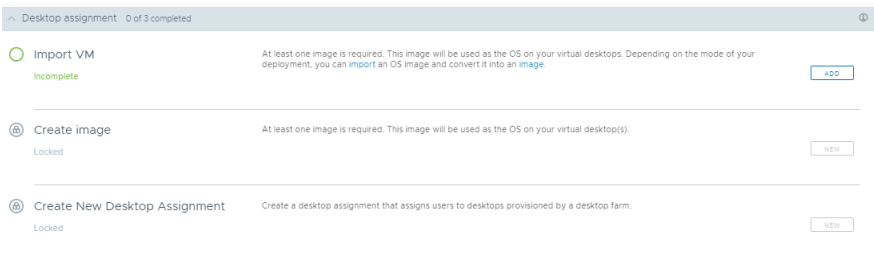 Desktop assignment 0 of 3 completed
Import VM
At least one image is required. This image will be used as the OS on your virtual desktops. Depending on the mode of your
deployment, you can import an OS image and convert it into an image.
Incomplete
ADD
Create image
At least one image is required. This image will be used as the OS on your virtual desktop(s).
Locked
NEW
Create New Desktop Assignment
Create a desktop assignment that assigns users to desktops provisioned by a desktop farm.
Locked
NEW